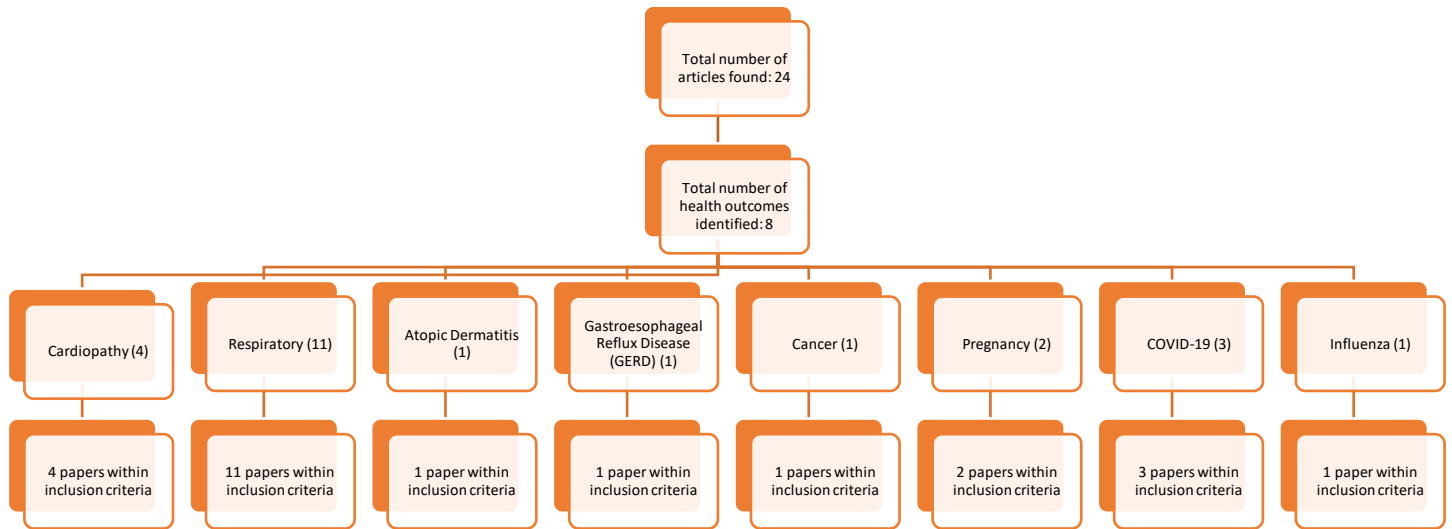 Total number of
articles found: 24
Total number of
health outcomes
identified: 8
Cardiopathy (4)
Respiratory (11)
Atopic Dermatitis
(1)
Gastroesophageal
Reflux Disease
(GERD) (1)
Cancer (1)
Pregnancy (2)
COVID-19 (3)
Influenza (1)
4 papers within
inclusion criteria
11 papers within
inclusion criteria
1 paper within
inclusion criteria
1 paper within
inclusion criteria
1 papers within
inclusion criteria
2 papers within
inclusion criteria
3 papers within
inclusion criteria
1 paper within
inclusion criteria